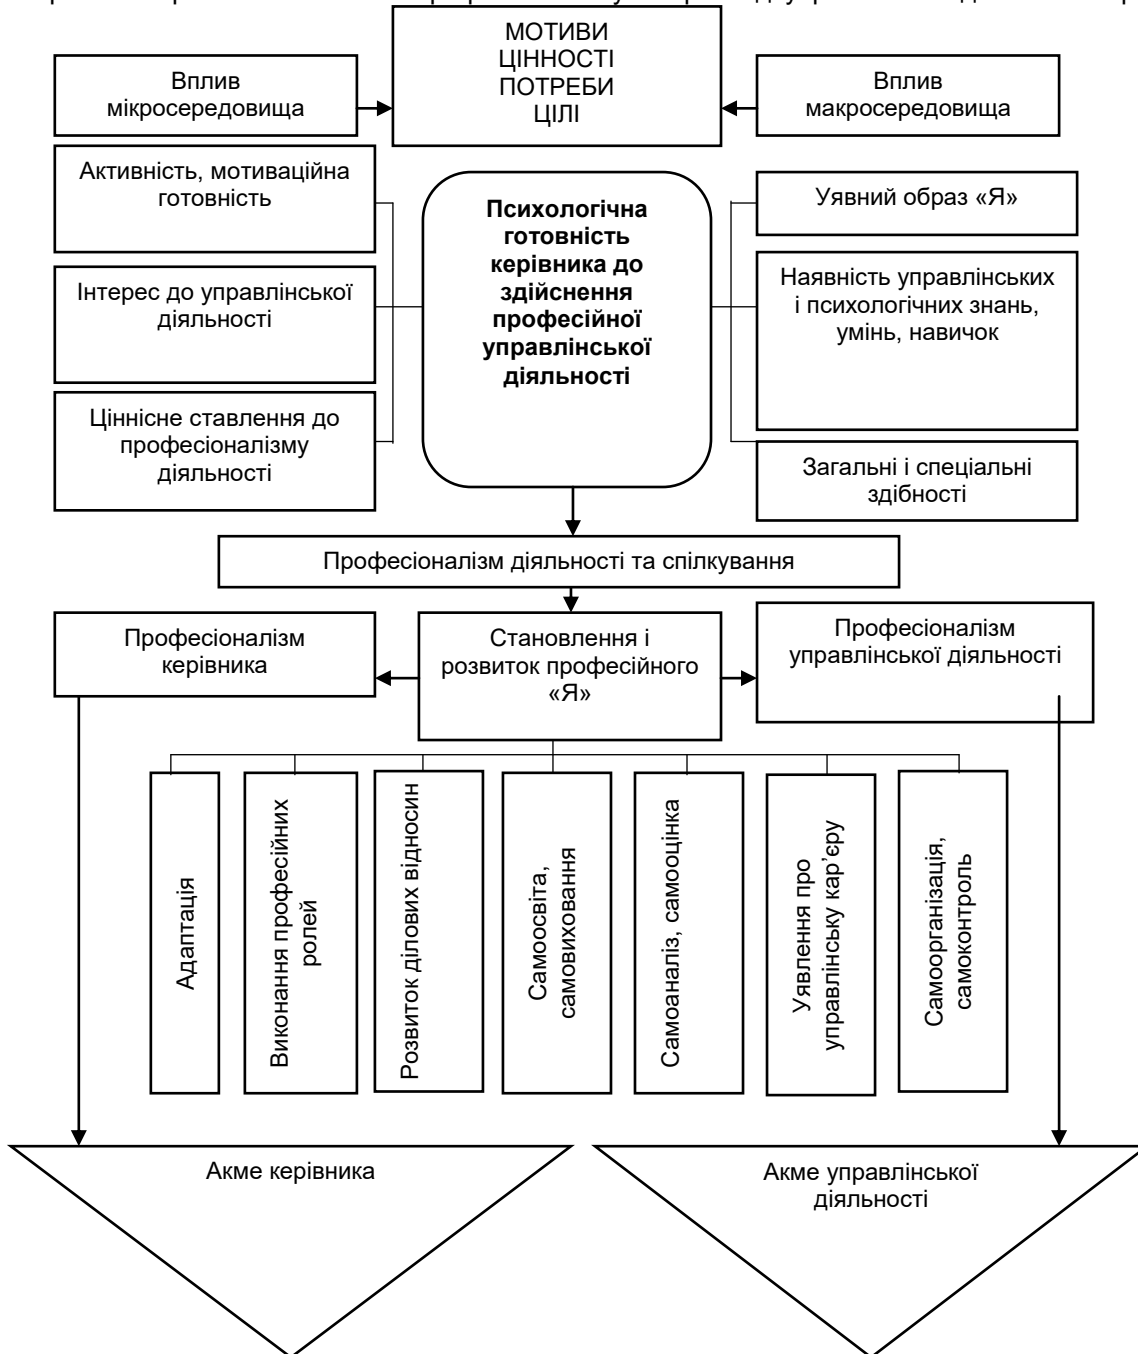 МОТИВИ
ЦІННОСТІ
ПОТРЕБИ
ЦІЛІ
Вплив
мікросередовища
Вплив
макросередовища
Активність, мотиваційна
готовність
Інтерес до управлінської
діяльності
Ціннісне ставлення до
професіоналізму
діяльності
Психологічна
готовність
керівника до
здійснення
професійної
управлінської
діяльності
Уявний образ «Я»
Наявність управлінських
і психологічних знань,
умінь, навичок
Загальні і спеціальні
здібності
Професіоналізм діяльності та спілкування
Професіоналізм
керівника
Становлення і
розвиток професійного
«Я»
Професіоналізм
управлінської діяльності
Адаптація
Виконання професійних
ролей
Розвиток ділових відносин
Самоосвіта,
самовиховання
Самоаналіз, самооцінка
Уявлення про
управлінську кар’єру
Самоорганізація,
самоконтроль
Акме керівника
Акме управлінської
діяльності